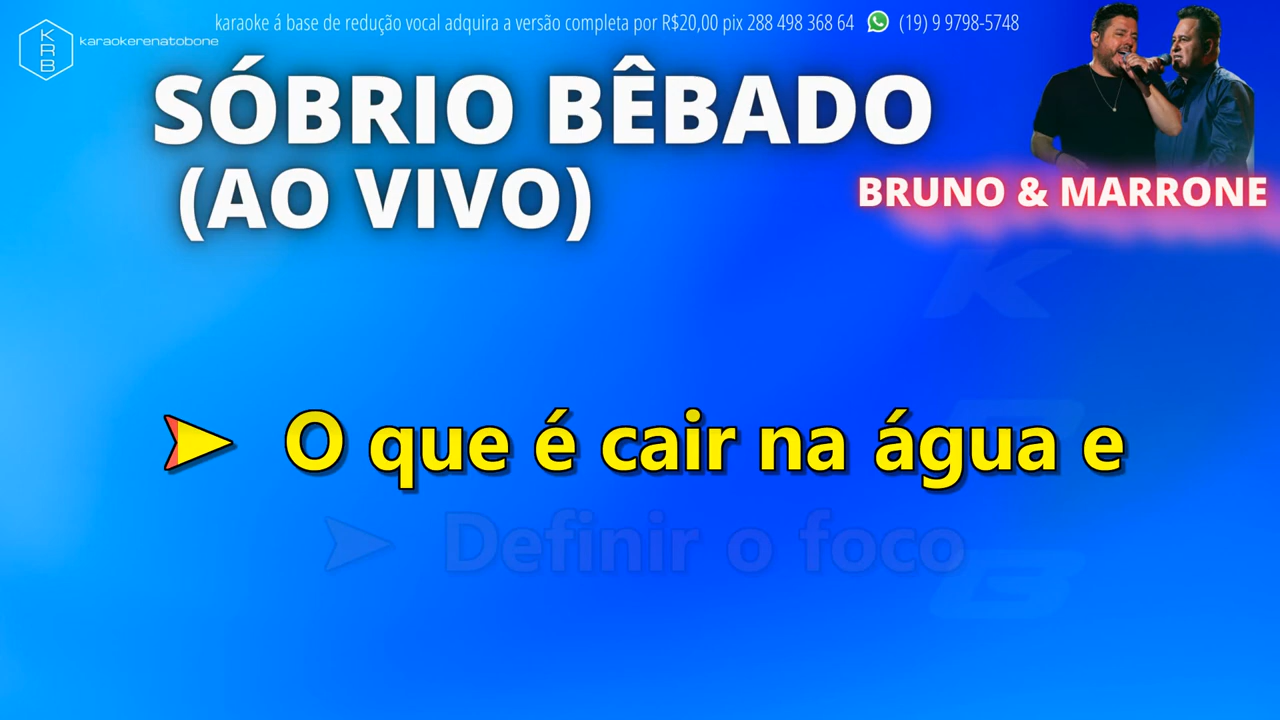 karaoke á base de redução vocal adquira a versão completa por R$20,00 pix 288 498 368 64 (19) 9 9798-5748
KRB
karaokerenatobone
SÓBRIO BÊBADO
(AO VIVO)
BRUNO & MARRONE
K
R
B
➤ O que é cair na água e
➤ Definir o foco